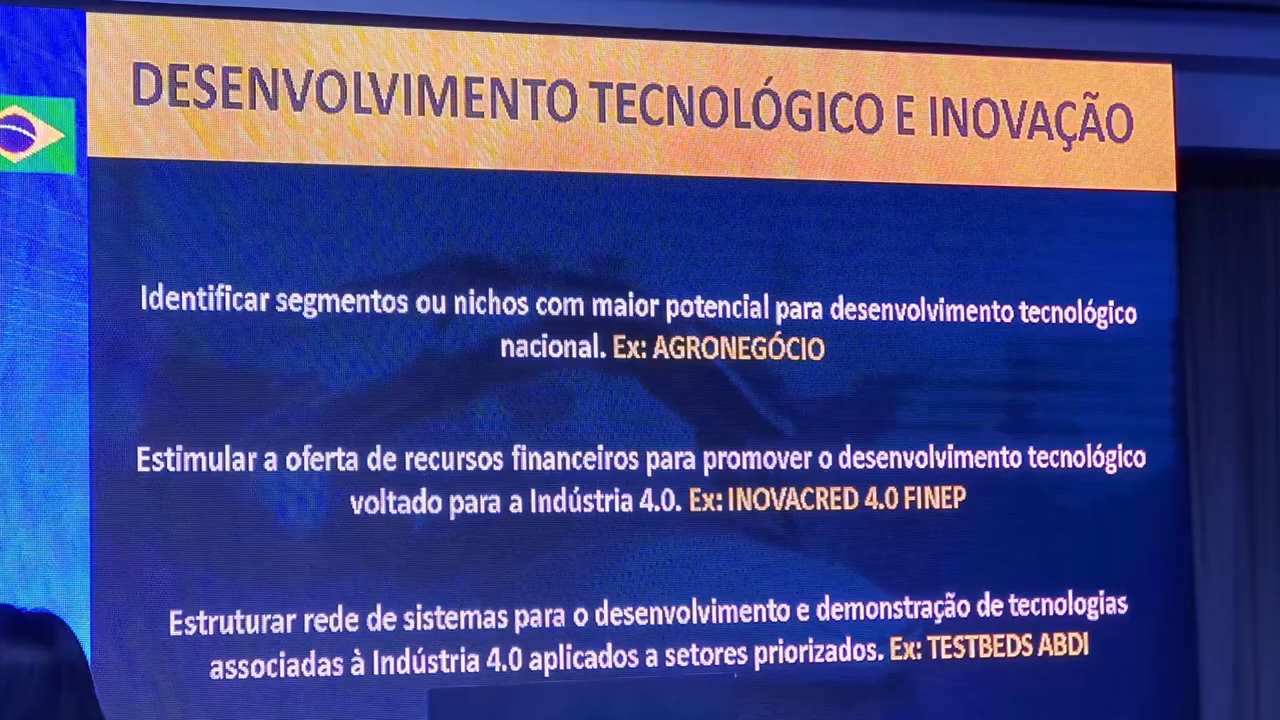 DESENVOLVIMENTO TECNOLÓGICO E INOVAÇÃO
Identificar segmentos ou nichos com maior potencial para desenvolvimento tecnológico
nacional. Ex: AGRONEGÓCIO
Estimular a oferta de recursos financeiros para promover o desenvolvimento tecnológico
voltado para a Indústria 4.0. Ex: INOVACRED 4.0 FINEP
Estruturar rede de sistemas para o desenvolvimento e demonstração de tecnologias
associadas à Indústria 4.0 aplicados a setores priorizados. Ex: TESTBEDS ABDI